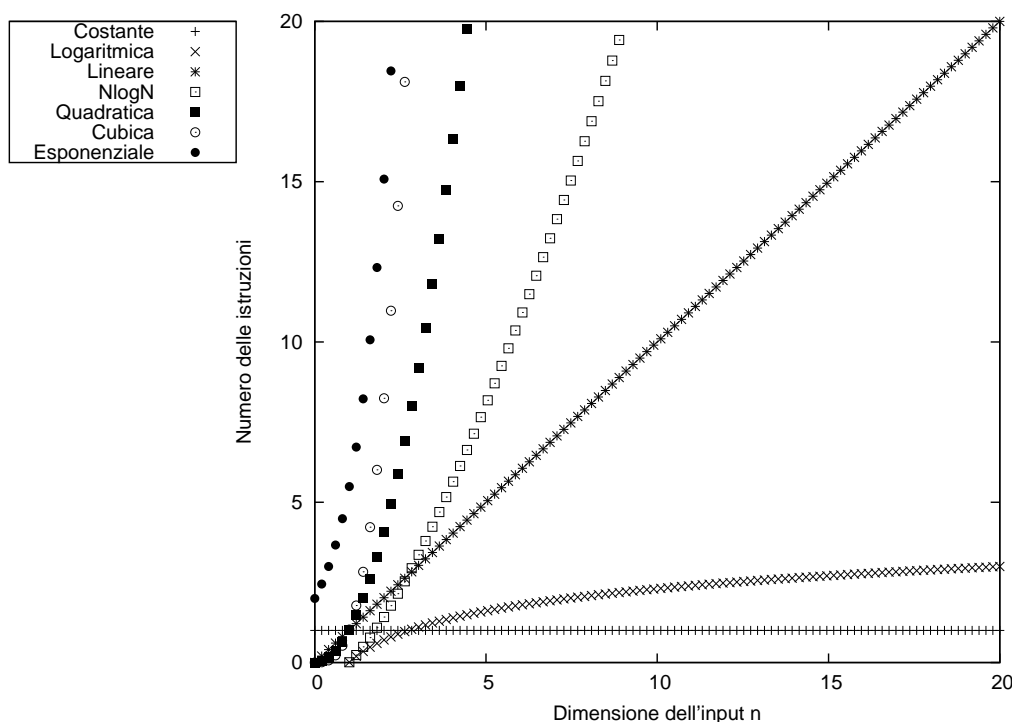 Costante
Logaritmica
Lineare
NlogN
Quadratica
Cubica
Esponenziale
20
15
10
5
0
Numero delle istruzioni
0 5 10 15 20
Dimensione dell'input n